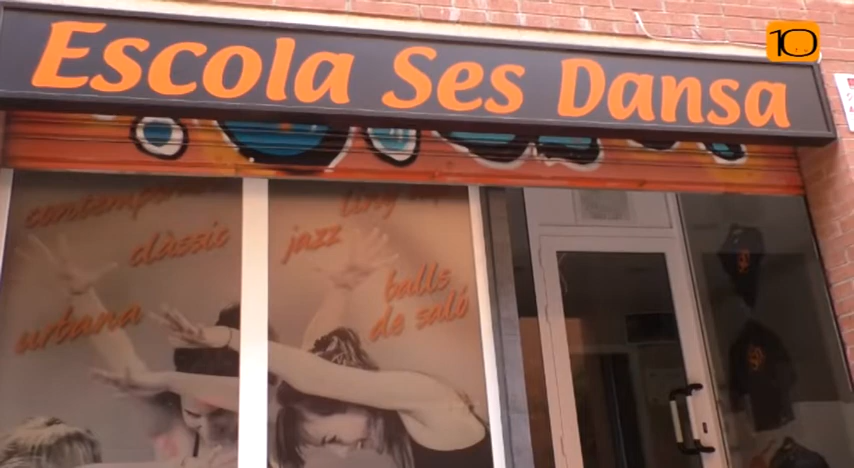 10
Escola Ses Dansa
contemporani
clàssic
jazz
balls
de saló
urbana